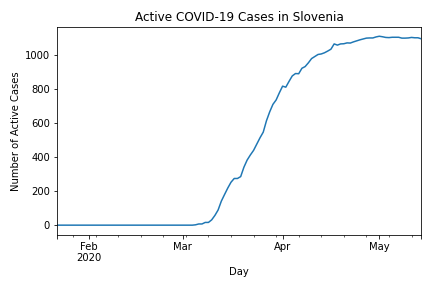 Active COVID-19 Cases in Slovenia
Number of Active Cases
1000
800
600
400
200
0
Feb
2020
Mar
Apr
May
Day